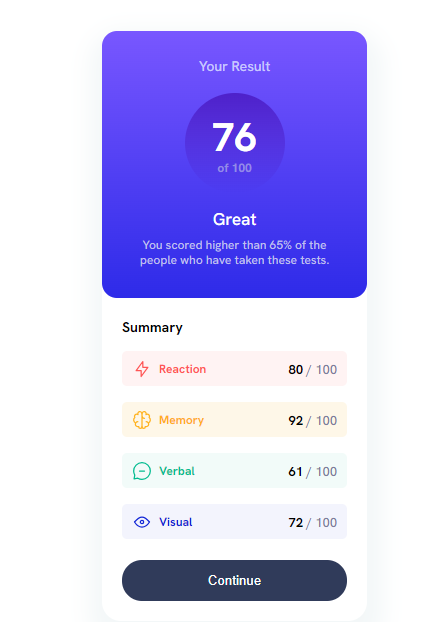 Your Result
76
of 100
Great
You scored higher than 65% of the
people who have taken these tests.
Summary
Reaction 80 / 100
Memory 92 / 100
Verbal 61 / 100
Visual 72 / 100
Continue